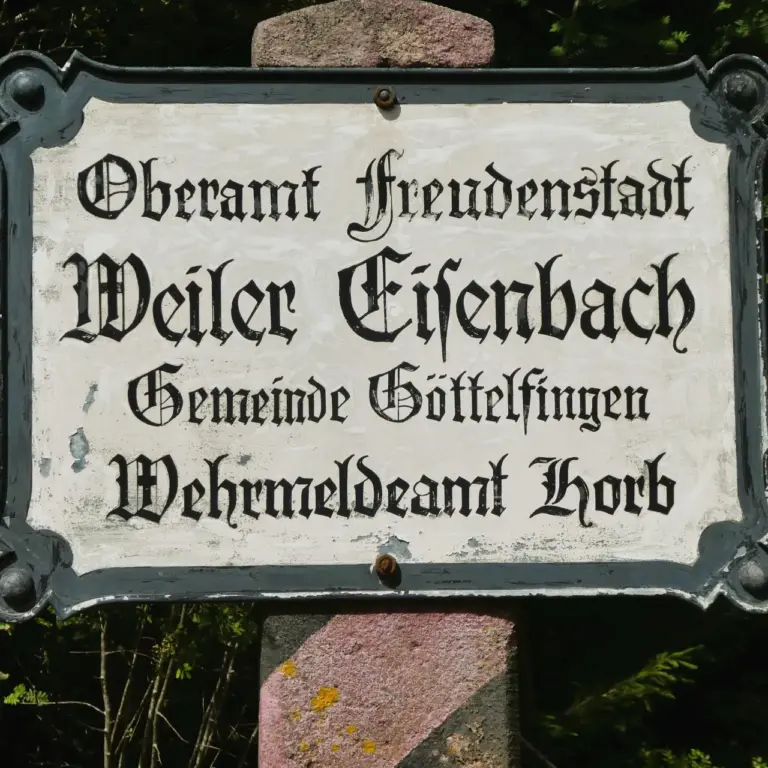 Oberamt Freudenstadt
Weiler Eiſenbach
Gemeinde Göttelfingen
Wehrmeldeamt Horb